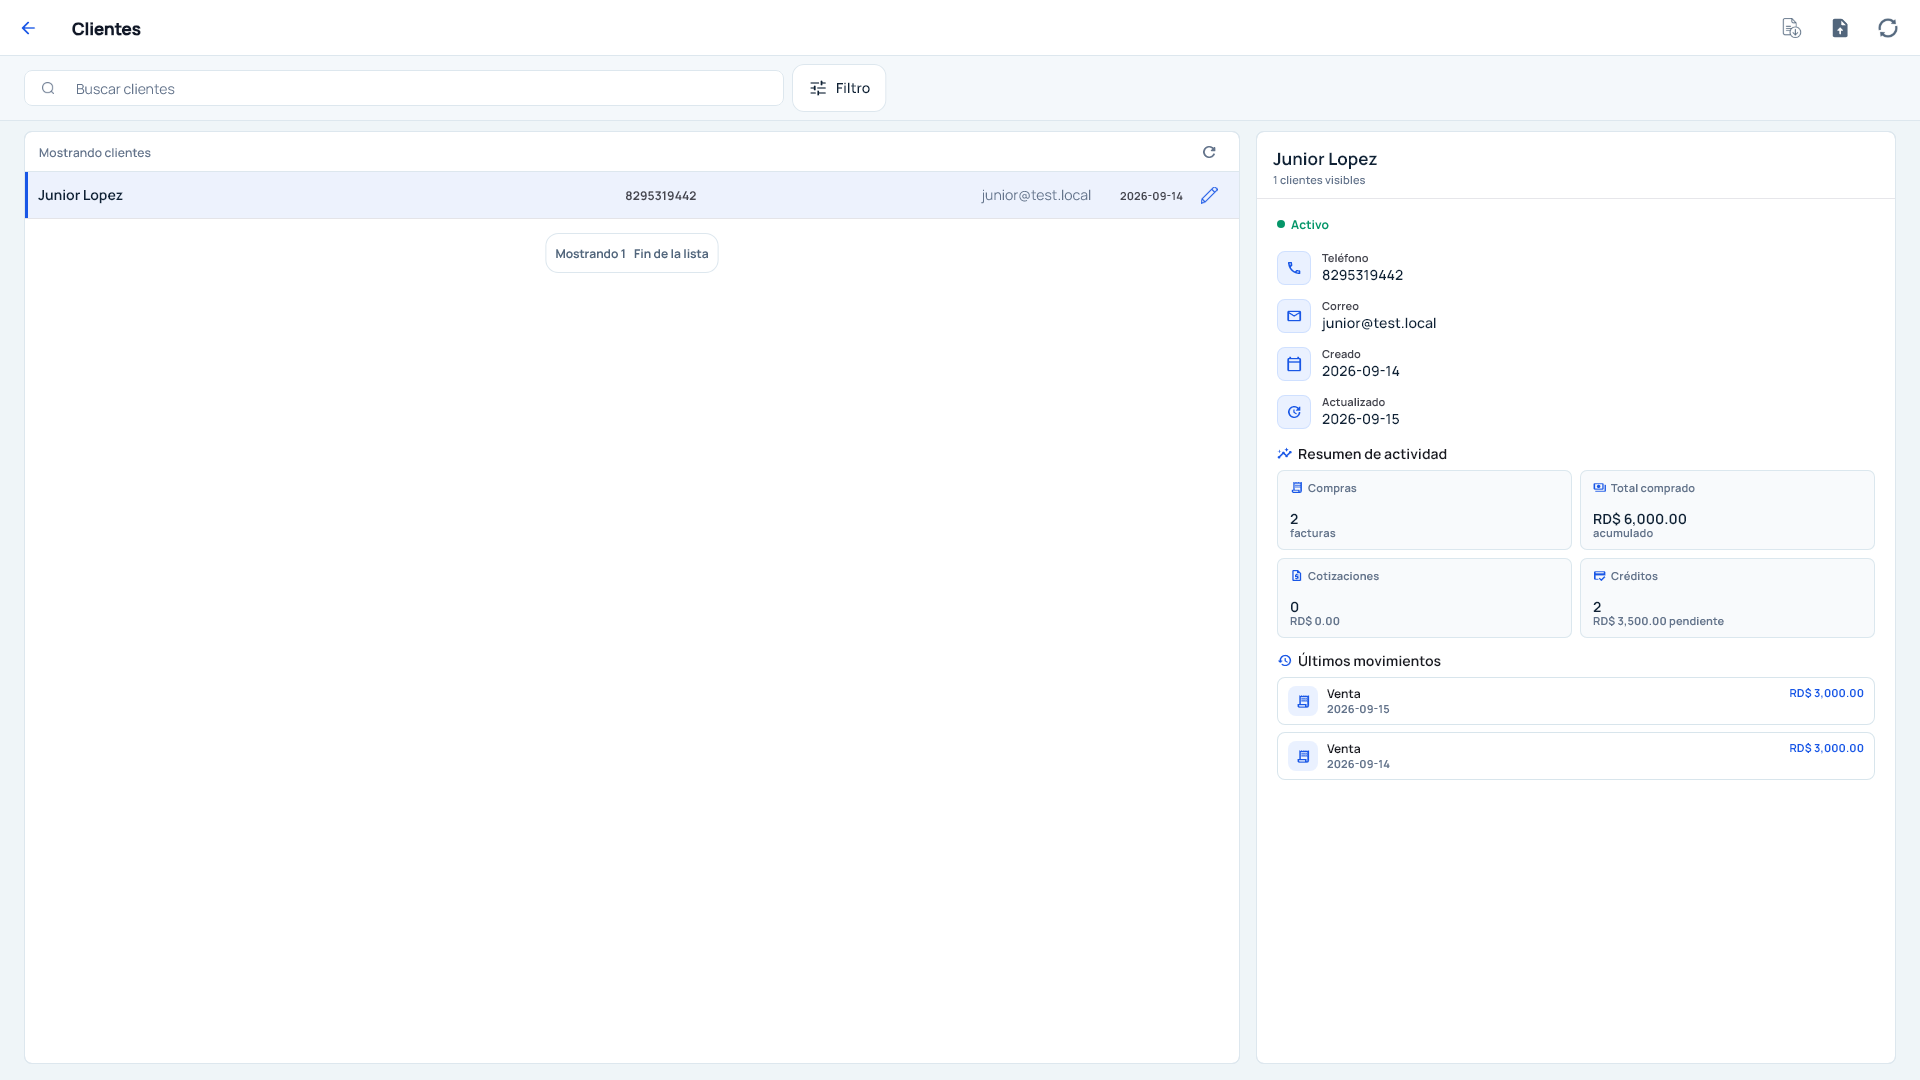 Clientes
Buscar clientes
Filtro
Mostrando clientes
Junior Lopez 8295319442 junior@test.local 2026-09-14
Mostrando 1 Fin de la lista
Junior Lopez
1 clientes visibles
Activo
Teléfono
8295319442
Correo
junior@test.local
Creado
2026-09-14
Actualizado
2026-09-15
Resumen de actividad
Compras
2
facturas
Total comprado
RD$ 6,000.00
acumulado
Cotizaciones
0
RD$ 0.00
Créditos
2
RD$ 3,500.00 pendiente
Últimos movimientos
Venta RD$ 3,000.00
2026-09-15
Venta RD$ 3,000.00
2026-09-14